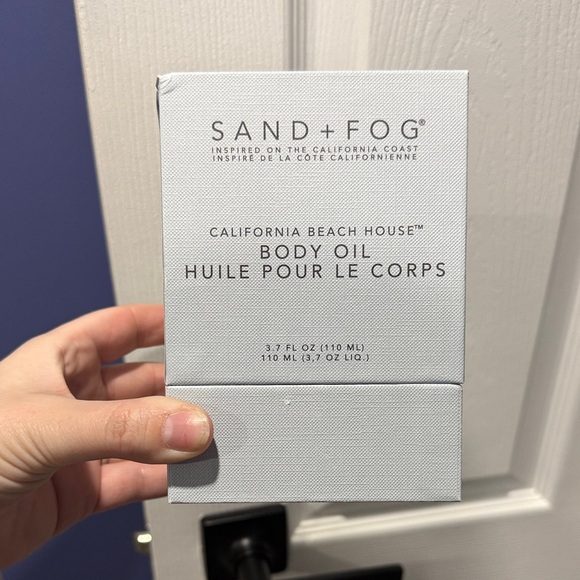 SAND + FOG®
INSPIRED ON THE CALIFORNIA COAST
INSPIRÉ DE LA CÔTE CALIFORNIENNE
CALIFORNIA BEACH HOUSE™
BODY OIL
HUILE POUR LE CORPS
3.7 FL OZ (110 ML)
110 ML (3,7 OZ LIQ.)